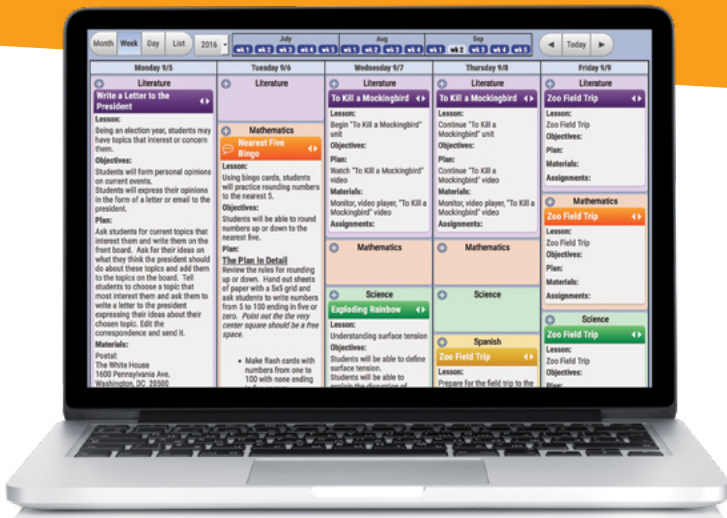 Month Week Day List 2016
July Aug Sep
wk 1 wk 2 wk 3 wk 4 wk 5 wk 1 wk 2 wk 3 wk 4 wk 1 wk 2 wk 3 wk 4 wk 5
Today
Monday 9/5
Literature
Write a Letter to the
President
Lesson:
Being an election year, students may
have topics that interest or concern
them.
Objectives:
Students will form personal opinions
on current events.
Students will express their opinions
in the form of a letter or email to the
president.
Plan:
Ask students for current topics that
interest them and write them on the
front board. Ask for their ideas on
what they think the president should
do about these topics and add them
to the topics on the board. Tell
students to choose a topic that
most interest them and ask them to
write a letter to the president
expressing their ideas about their
chosen topic. Edit the
correspondence and send it.
Materials:
Postal:
The White House
1600 Pennsylvania Ave.
Washington, DC 20500
Tuesday 9/6
Literature
Mathematics
Nearest Five
Bingo
Lesson:
Using bingo cards, students
will practice rounding numbers
to the nearest 5.
Objectives:
Students will be able to round
numbers up or down to the
nearest five.
Plan:
The Plan In Detail
Review the rules for rounding
up or down. Hand out sheets
of paper with a 5x5 grid and
ask students to write numbers
from 5 to 100 ending in five or
zero. Point out the the very
center square should be a free
space.
• Make flash cards with
numbers from one to
100 with none ending
Wednesday 9/7
Literature
To Kill a Mockingbird
Lesson:
Begin "To Kill a Mockingbird"
unit
Objectives:
Plan:
Watch "To Kill a Mockingbird"
video
Materials:
Monitor, video player, "To Kill a
Mockingbird" video
Assignments:
Mathematics
Science
Exploding Rainbow
Lesson:
Understanding surface tension
Objectives:
Students will be able to define
surface tension.
Students will be able to
explain the disruption of
Thursday 9/8
Literature
To Kill a Mockingbird
Lesson:
Continue "To Kill a
Mockingbird" unit
Objectives:
Plan:
Continue "To Kill a
Mockingbird" video
Materials:
Monitor, video player, "To Kill a
Mockingbird" video
Assignments:
Mathematics
Science
Spanish
Zoo Field Trip
Lesson:
Prepare for the field trip to the
Friday 9/9
Literature
Zoo Field Trip
Lesson:
Zoo Field Trip
Objectives:
Plan:
Materials:
Assignments:
Mathematics
Zoo Field Trip
Lesson:
Zoo Field Trip
Objectives:
Plan:
Materials:
Assignments:
Science
Zoo Field Trip
Lesson:
Zoo Field Trip
Objectives:
Plan: